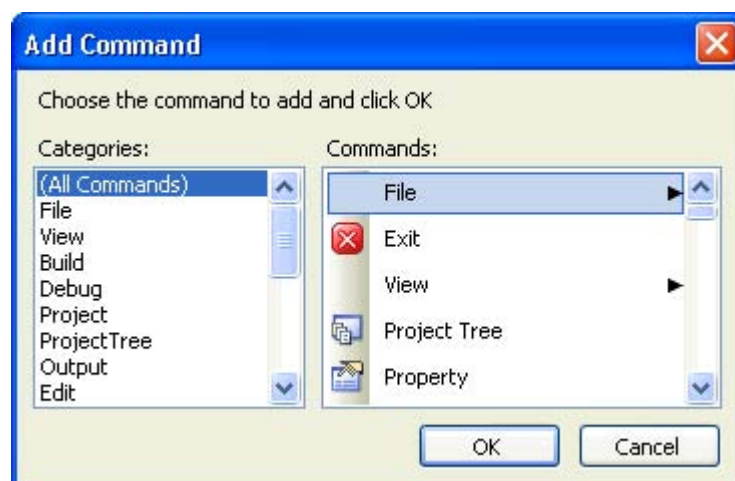 Add Command
Choose the command to add and click OK
Categories:
(All Commands)
File
View
Build
Debug
Project
ProjectTree
Output
Edit
Commands:
File
Exit
View
Project Tree
Property
OK
Cancel